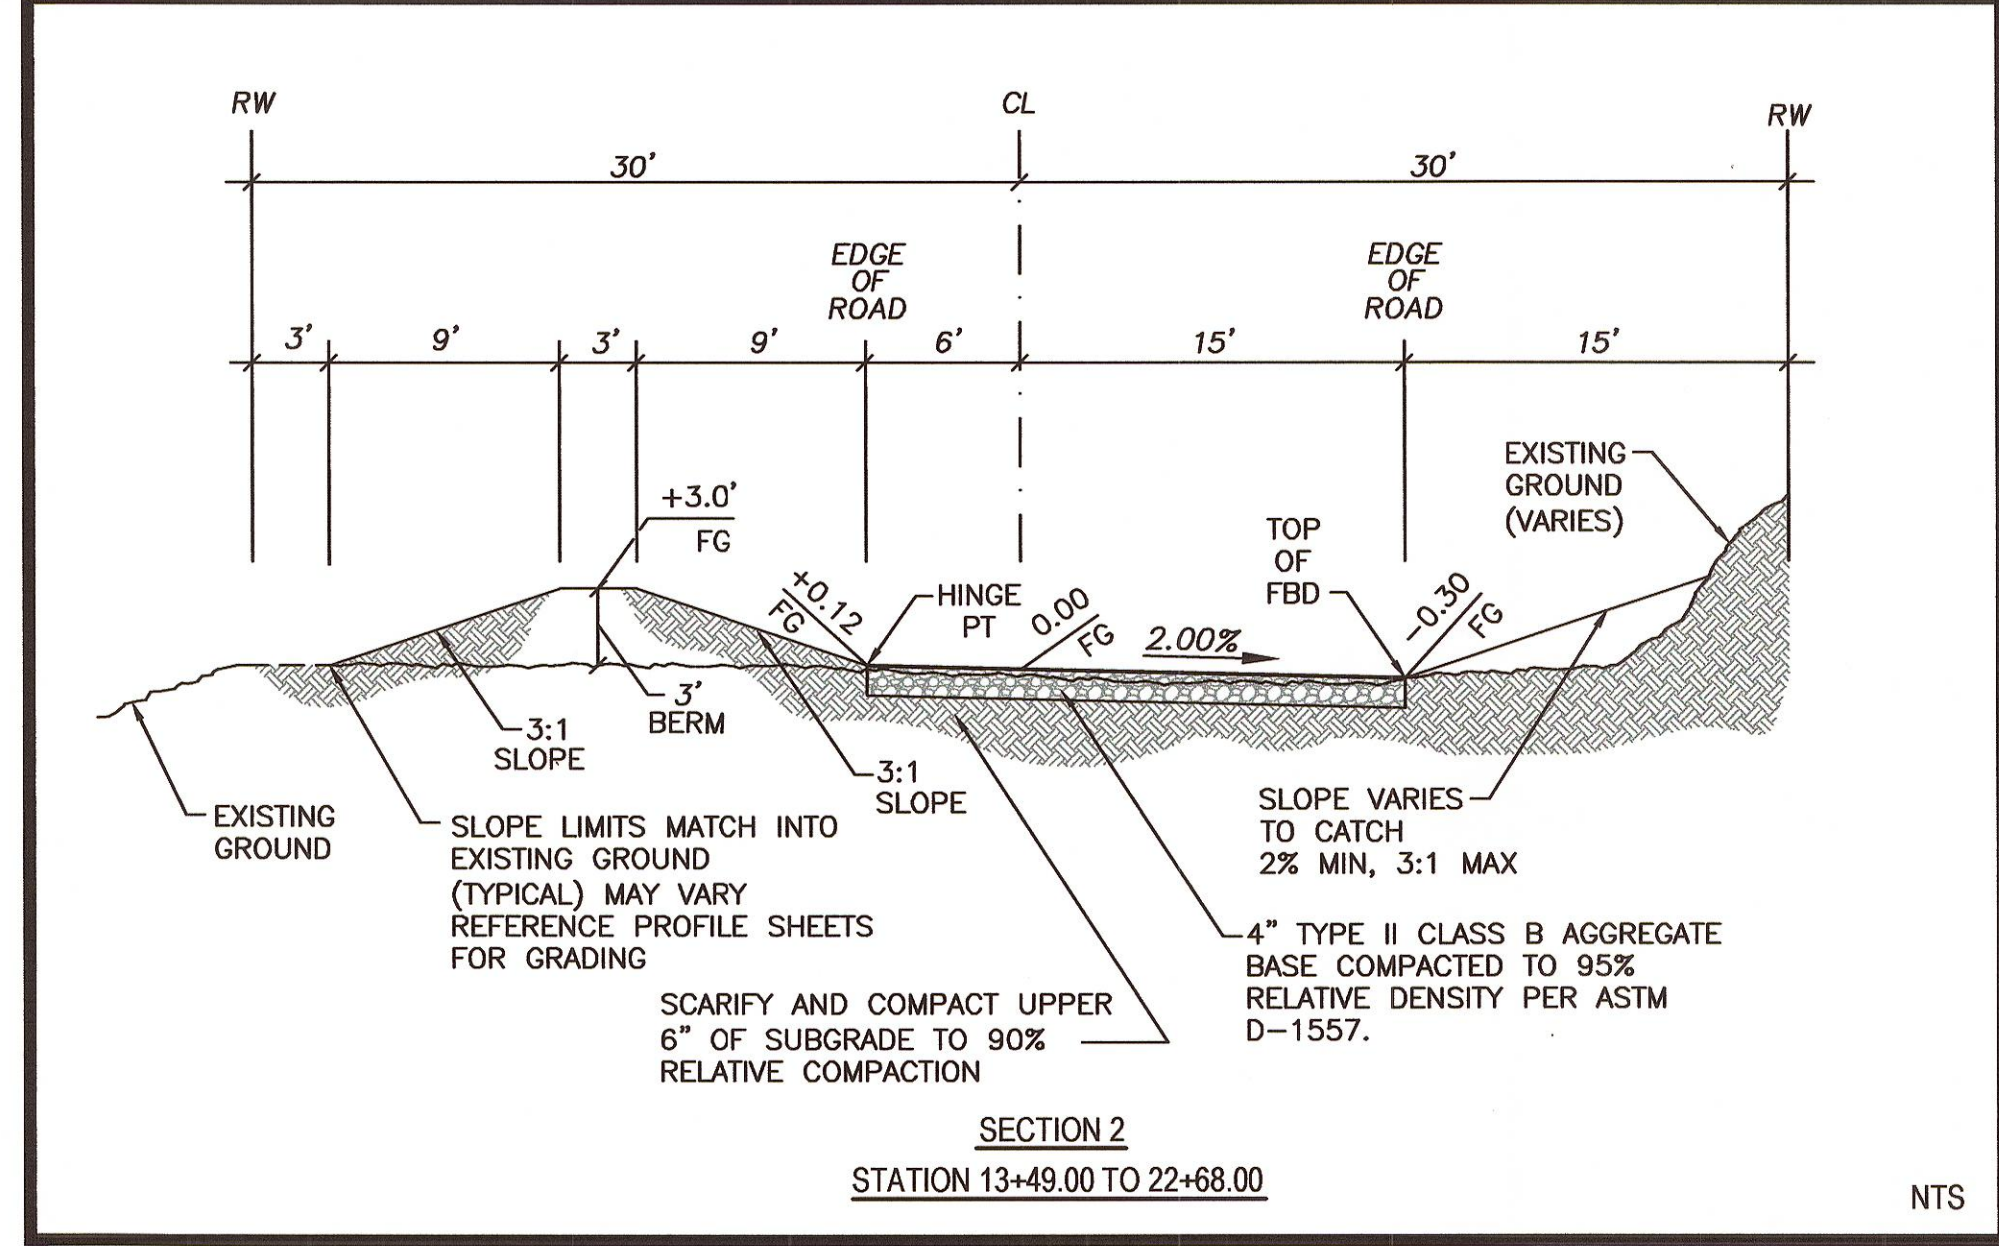 RW
CL
RW
30'
30'
EDGE
OF
ROAD
EDGE
OF
ROAD
3'
9'
3'
9'
6'
15'
15'
EXISTING
GROUND
(VARIES)
+3.0'
FG
TOP
OF
FBD
+0.12
FG
HINGE
PT
0.00
FG
2.00%
-0.30
FG
3'
BERM
3:1
SLOPE
3:1
SLOPE
EXISTING
GROUND
SLOPE LIMITS MATCH INTO
EXISTING GROUND
(TYPICAL) MAY VARY
REFERENCE PROFILE SHEETS
FOR GRADING
SLOPE VARIES
TO CATCH
2% MIN, 3:1 MAX
4" TYPE II CLASS B AGGREGATE
BASE COMPACTED TO 95%
RELATIVE DENSITY PER ASTM
D-1557.
SCARIFY AND COMPACT UPPER
6" OF SUBGRADE TO 90%
RELATIVE COMPACTION
SECTION 2
STATION 13+49.00 TO 22+68.00
NTS